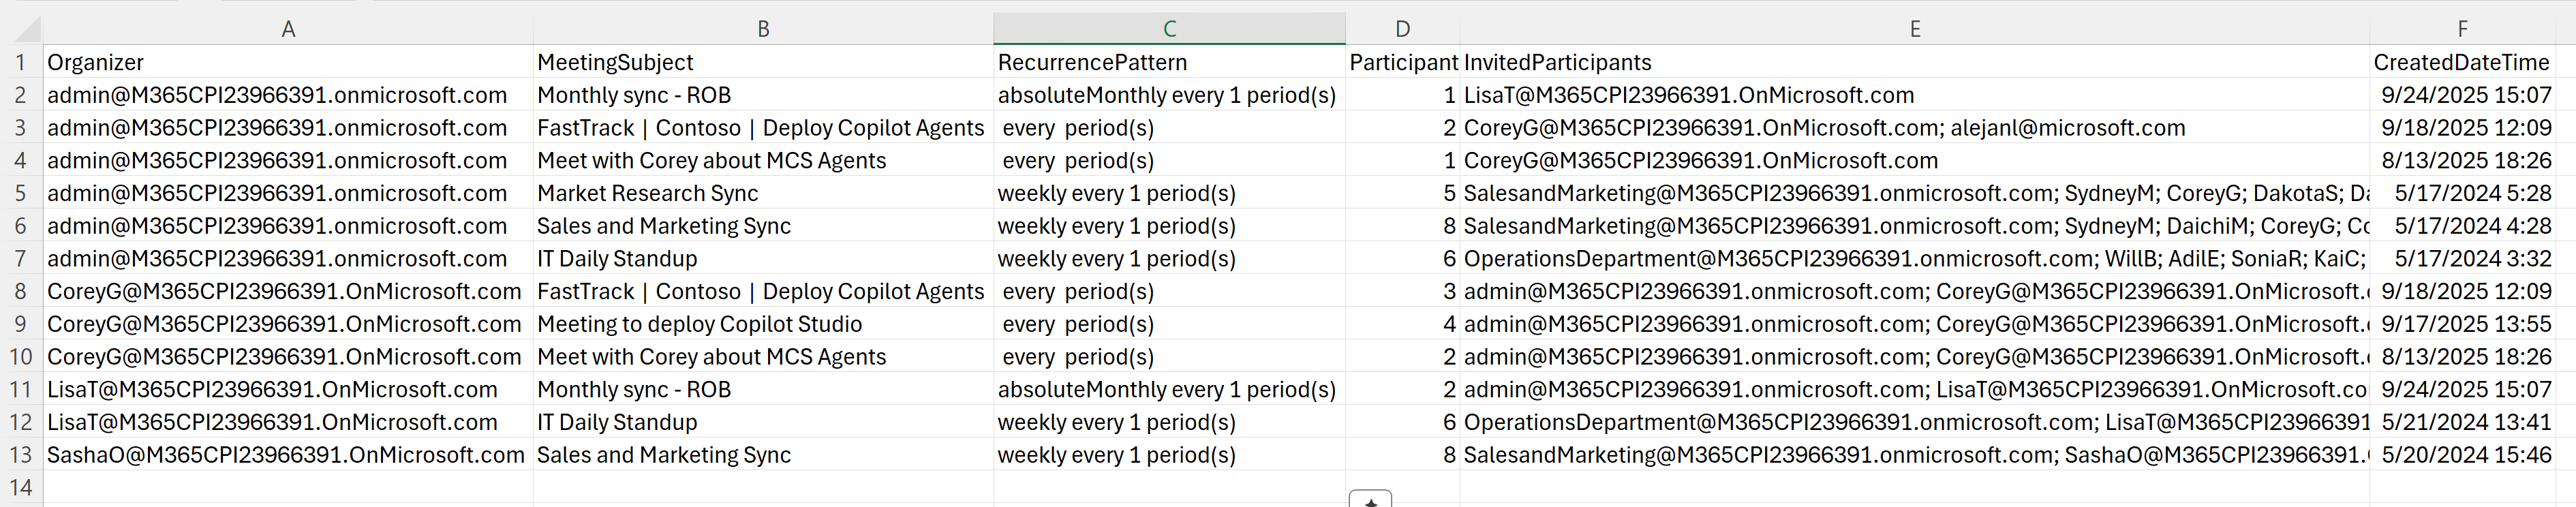 A B C D E F
1 Organizer MeetingSubject RecurrencePattern Participant InvitedParticipants CreatedDateTime
2 admin@M365CPI23966391.onmicrosoft.com Monthly sync - ROB absoluteMonthly every 1 period(s) 1 LisaT@M365CPI23966391.OnMicrosoft.com 9/24/2025 15:07
3 admin@M365CPI23966391.onmicrosoft.com FastTrack | Contoso | Deploy Copilot Agents every period(s) 2 CoreyG@M365CPI23966391.OnMicrosoft.com; alejanl@microsoft.com 9/18/2025 12:09
4 admin@M365CPI23966391.onmicrosoft.com Meet with Corey about MCS Agents every period(s) 1 CoreyG@M365CPI23966391.OnMicrosoft.com 8/13/2025 18:26
5 admin@M365CPI23966391.onmicrosoft.com Market Research Sync weekly every 1 period(s) 5 SalesandMarketing@M365CPI23966391.onmicrosoft.com; SydneyM; CoreyG; DakotaS; Da 5/17/2024 5:28
6 admin@M365CPI23966391.onmicrosoft.com Sales and Marketing Sync weekly every 1 period(s) 8 SalesandMarketing@M365CPI23966391.onmicrosoft.com; SydneyM; DaichiM; CoreyG; Co 5/17/2024 4:28
7 admin@M365CPI23966391.onmicrosoft.com IT Daily Standup weekly every 1 period(s) 6 OperationsDepartment@M365CPI23966391.onmicrosoft.com; WillB; AdilE; SoniaR; KaiC; 5/17/2024 3:32
8 CoreyG@M365CPI23966391.OnMicrosoft.com FastTrack | Contoso | Deploy Copilot Agents every period(s) 3 admin@M365CPI23966391.onmicrosoft.com; CoreyG@M365CPI23966391.OnMicrosoft.c 9/18/2025 12:09
9 CoreyG@M365CPI23966391.OnMicrosoft.com Meeting to deploy Copilot Studio every period(s) 4 admin@M365CPI23966391.onmicrosoft.com; CoreyG@M365CPI23966391.OnMicrosoft.c 9/17/2025 13:55
10 CoreyG@M365CPI23966391.OnMicrosoft.com Meet with Corey about MCS Agents every period(s) 2 admin@M365CPI23966391.onmicrosoft.com; CoreyG@M365CPI23966391.OnMicrosoft.c 8/13/2025 18:26
11 LisaT@M365CPI23966391.OnMicrosoft.com Monthly sync - ROB absoluteMonthly every 1 period(s) 2 admin@M365CPI23966391.onmicrosoft.com; LisaT@M365CPI23966391.OnMicrosoft.co 9/24/2025 15:07
12 LisaT@M365CPI23966391.OnMicrosoft.com IT Daily Standup weekly every 1 period(s) 6 OperationsDepartment@M365CPI23966391.onmicrosoft.com; LisaT@M365CPI23966391 5/21/2024 13:41
13 SashaO@M365CPI23966391.OnMicrosoft.com Sales and Marketing Sync weekly every 1 period(s) 8 SalesandMarketing@M365CPI23966391.onmicrosoft.com; SashaO@M365CPI23966391. 5/20/2024 15:46
14